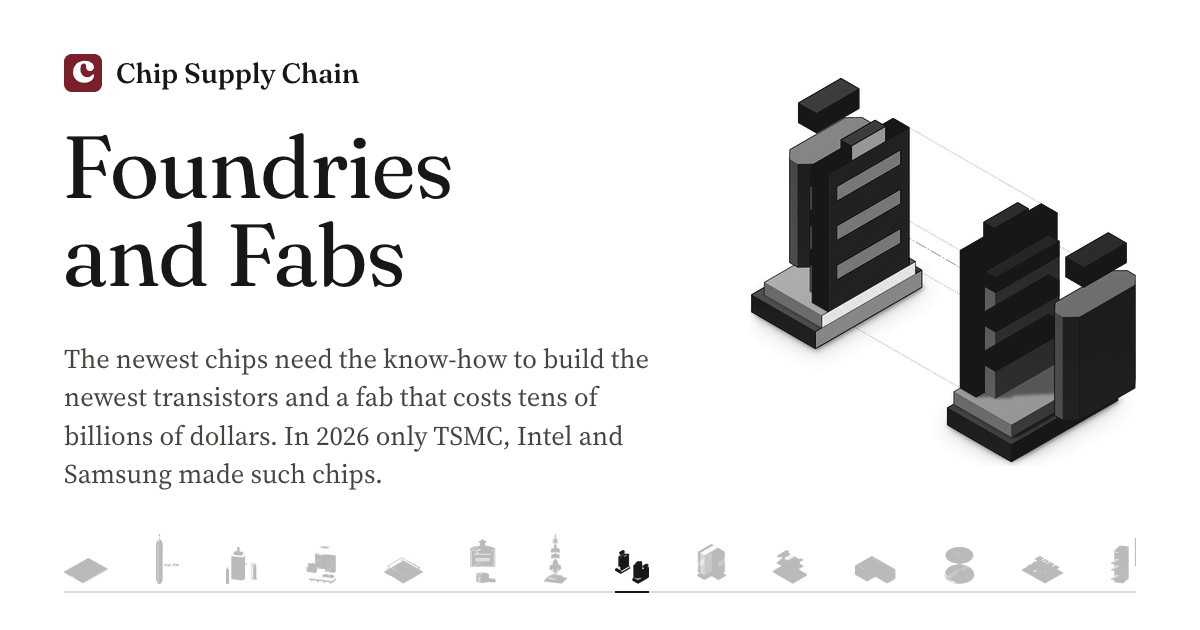 Chip Supply Chain
Foundries
and Fabs
The newest chips need the know-how to build the
newest transistors and a fab that costs tens of
billions of dollars. In 2026 only TSMC, Intel and
Samsung made such chips.